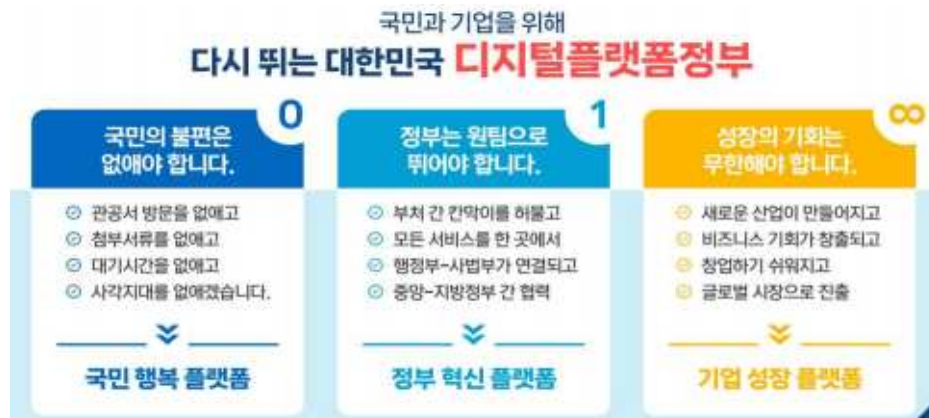 국민과 기업을 위해
다시 뛰는 대한민국 디지털플랫폼정부
0
국민의 불편은
없애야 합니다.
관공서 방문을 없애고
첨부서류를 없애고
대기시간을 없애고
사각지대를 없애겠습니다.
국민 행복 플랫폼
1
정부는 원팀으로
뛰어야 합니다.
부처 간 칸막이를 허물고
모든 서비스를 한 곳에서
행정부-사법부가 연결되고
중앙-지방정부 간 협력
정부 혁신 플랫폼
∞
성장의 기회는
무한해야 합니다.
새로운 산업이 만들어지고
비즈니스 기회가 창출되고
창업하기 쉬워지고
글로벌 시장으로 진출
기업 성장 플랫폼